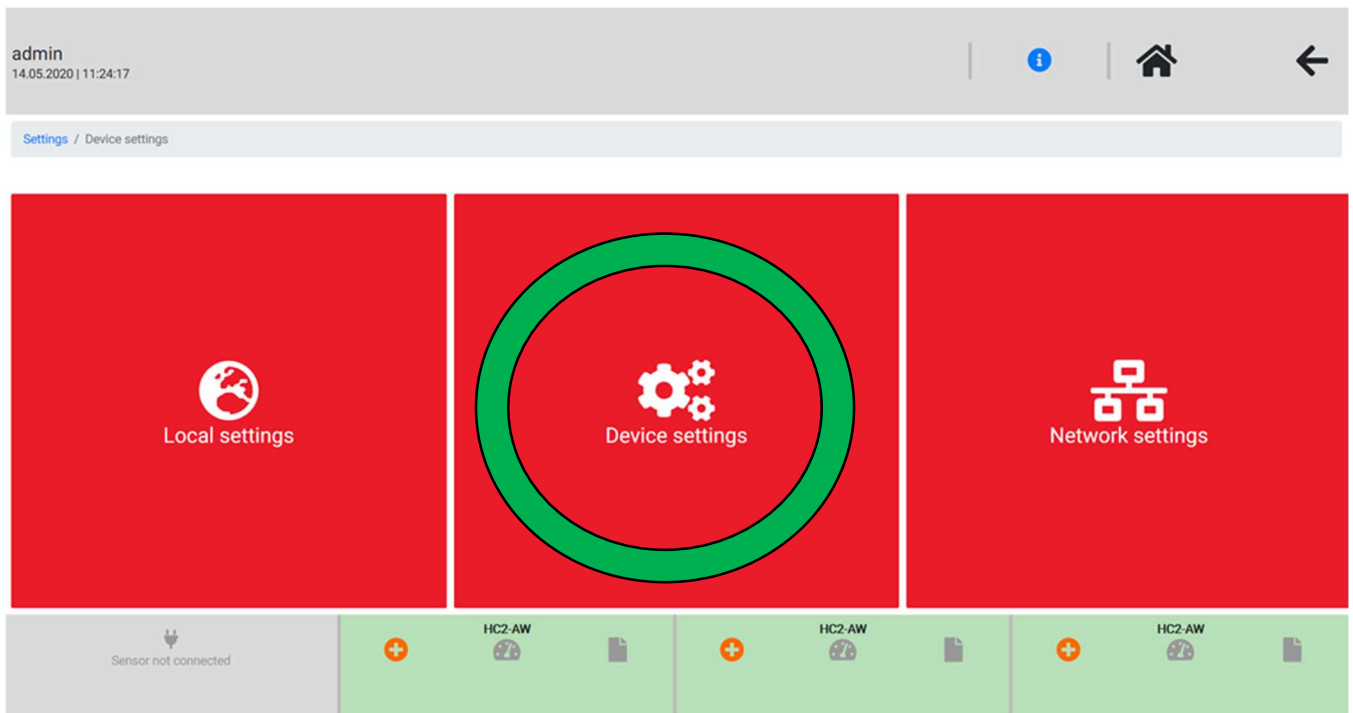 admin
14.05.2020 | 11:24:17
Settings / Device settings
Local settings
Device settings
Network settings
Sensor not connected
HC2-AW
HC2-AW
HC2-AW